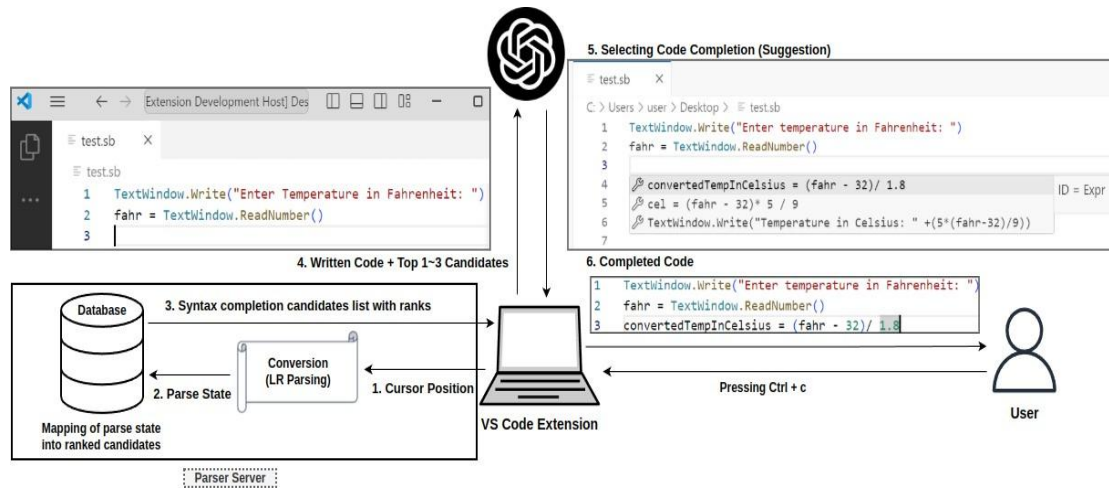 5. Selecting Code Completion (Suggestion)
test.sb X
C: > Users > user > Desktop > test.sb
1 TextWindow.Write("Enter temperature in Fahrenheit: ")
2 fahr = TextWindow.ReadNumber()
3
4 convertedTempInCelsius = (fahr - 32)/ 1.8
ID = Expr
5 cel = (fahr - 32)* 5 / 9
6 TextWindow.Write("Temperature in Celsius: " +(5*(fahr-32)/9))
7
Extension Development Host] Des
test.sb X
test.sb
1 TextWindow.Write("Enter Temperature in Fahrenheit: ")
2 fahr = TextWindow.ReadNumber()
3
4. Written Code + Top 1~3 Candidates
6. Completed Code
1 TextWindow.Write("Enter temperature in Fahrenheit: ")
2 fahr = TextWindow.ReadNumber()
3 convertedTempInCelsius = (fahr - 32)/ 1.8
Database
3. Syntax completion candidates list with ranks
Conversion
(LR Parsing)
2. Parse State
1. Cursor Position
Mapping of parse state
into ranked candidates
VS Code Extension
Pressing Ctrl + c
User
Parser Server